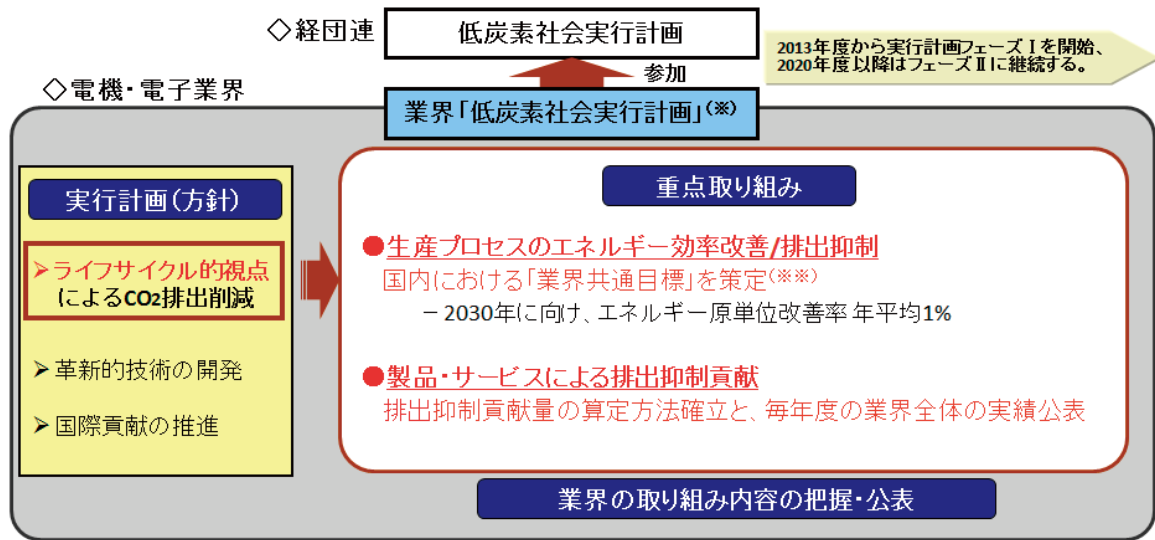 ◇経団連
低炭素社会実行計画
2013年度から実行計画フェーズⅠを開始、
2020年度以降はフェーズⅡに継続する。
参加
◇電機・電子業界
業界「低炭素社会実行計画」(※)
実行計画(方針)
➢ライフサイクル的視点
によるCO₂排出削減
➢革新的技術の開発
➢国際貢献の推進
重点取り組み
●生産プロセスのエネルギー効率改善/排出抑制
国内における「業界共通目標」を策定(※※)
－2030年に向け、エネルギー原単位改善率 年平均1%
●製品・サービスによる排出抑制貢献
排出抑制貢献量の算定方法確立と、毎年度の業界全体の実績公表
業界の取り組み内容の把握・公表